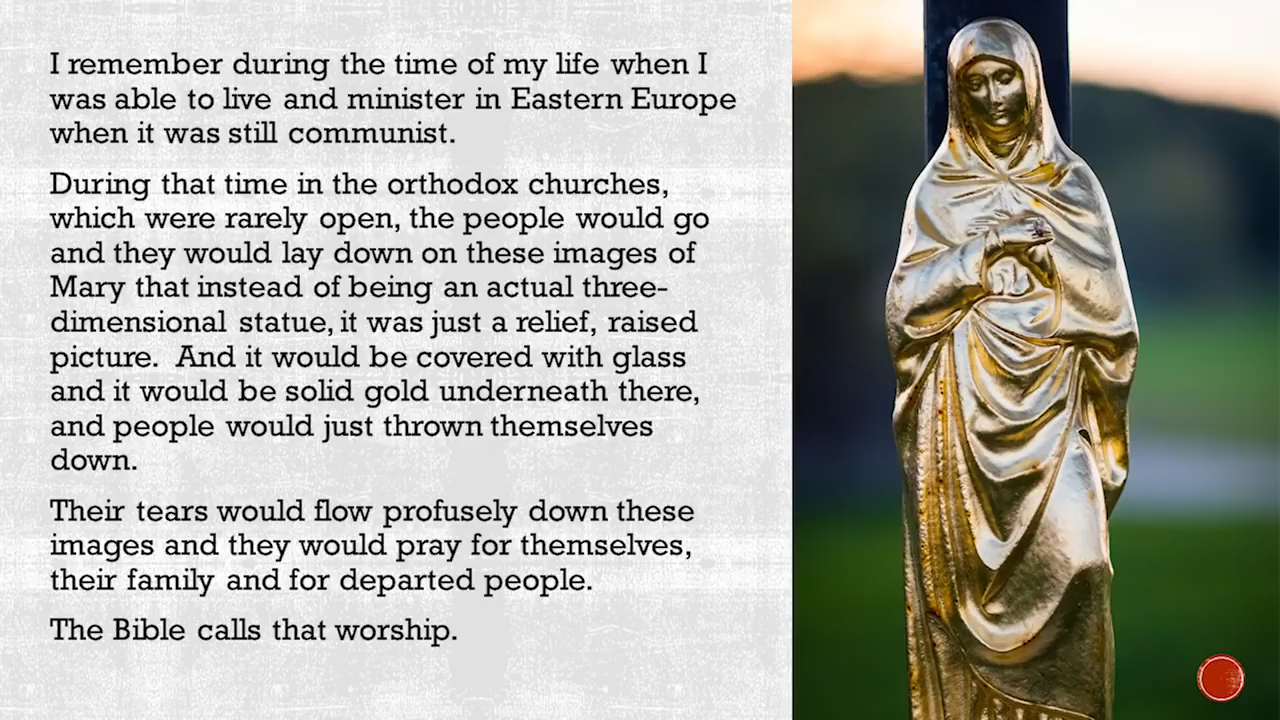 I remember during the time of my life when I
was able to live and minister in Eastern Europe
when it was still communist.
During that time in the orthodox churches,
which were rarely open, the people would go
and they would lay down on these images of
Mary that instead of being an actual three-
dimensional statue, it was just a relief, raised
picture.  And it would be covered with glass
and it would be solid gold underneath there,
and people would just thrown themselves
down.
Their tears would flow profusely down these
images and they would pray for themselves,
their family and for departed people.
The Bible calls that worship.